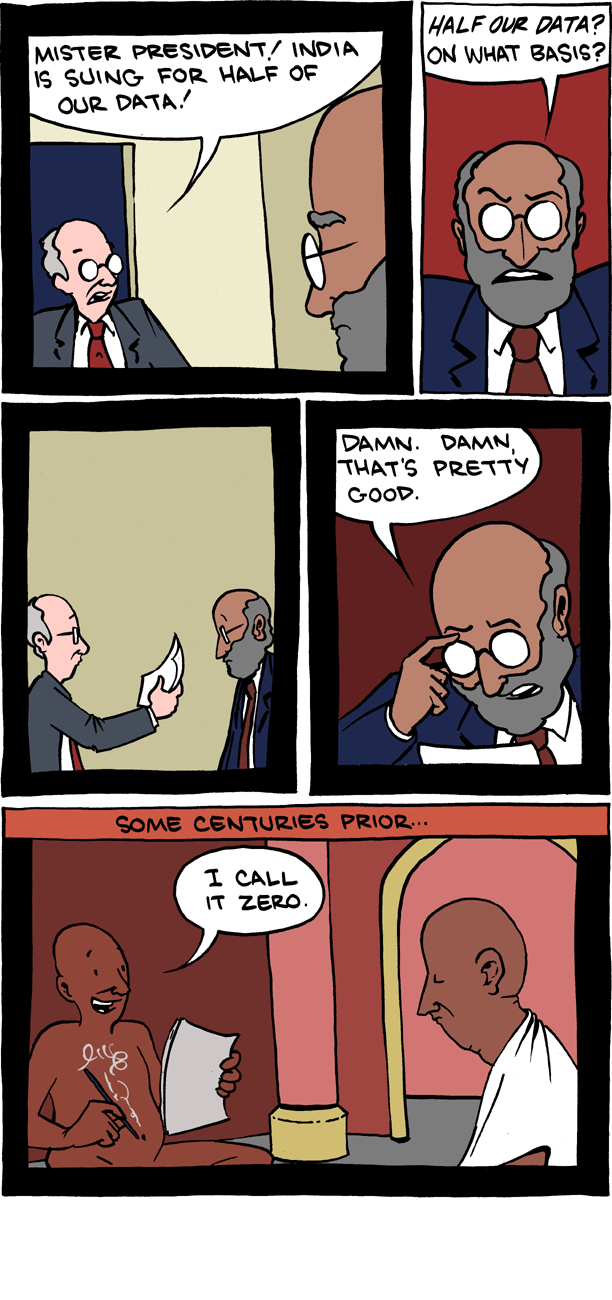 MISTER PRESIDENT! INDIA
IS SUING FOR HALF OF
OUR DATA!
HALF OUR DATA?
ON WHAT BASIS?
DAMN. DAMN,
THAT'S PRETTY
GOOD.
SOME CENTURIES PRIOR...
I CALL
IT ZERO.